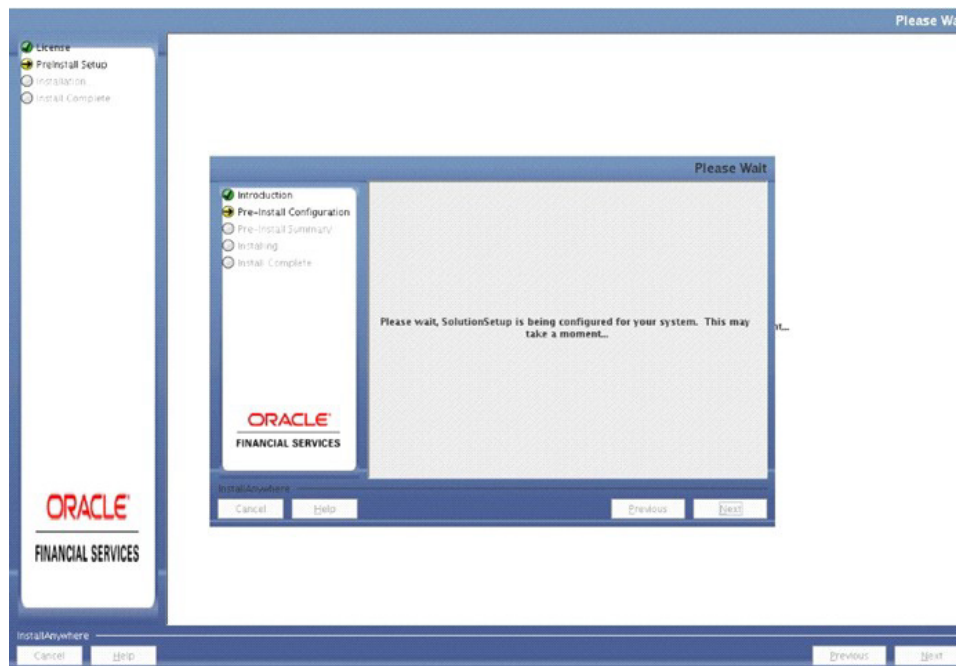 Please Wa
License
PreInstall Setup
Installation
Install Complete
Please Wait
Introduction
Pre-Install Configuration
Pre-Install Summary
Installing
Install Complete
Please wait, SolutionSetup is being configured for your system. This may
take a moment...
nt...
ORACLE
FINANCIAL SERVICES
InstallAnywhere
Cancel
Help
Previous
Next
ORACLE
FINANCIAL SERVICES
InstallAnywhere
Cancel
Help
Previous
Next